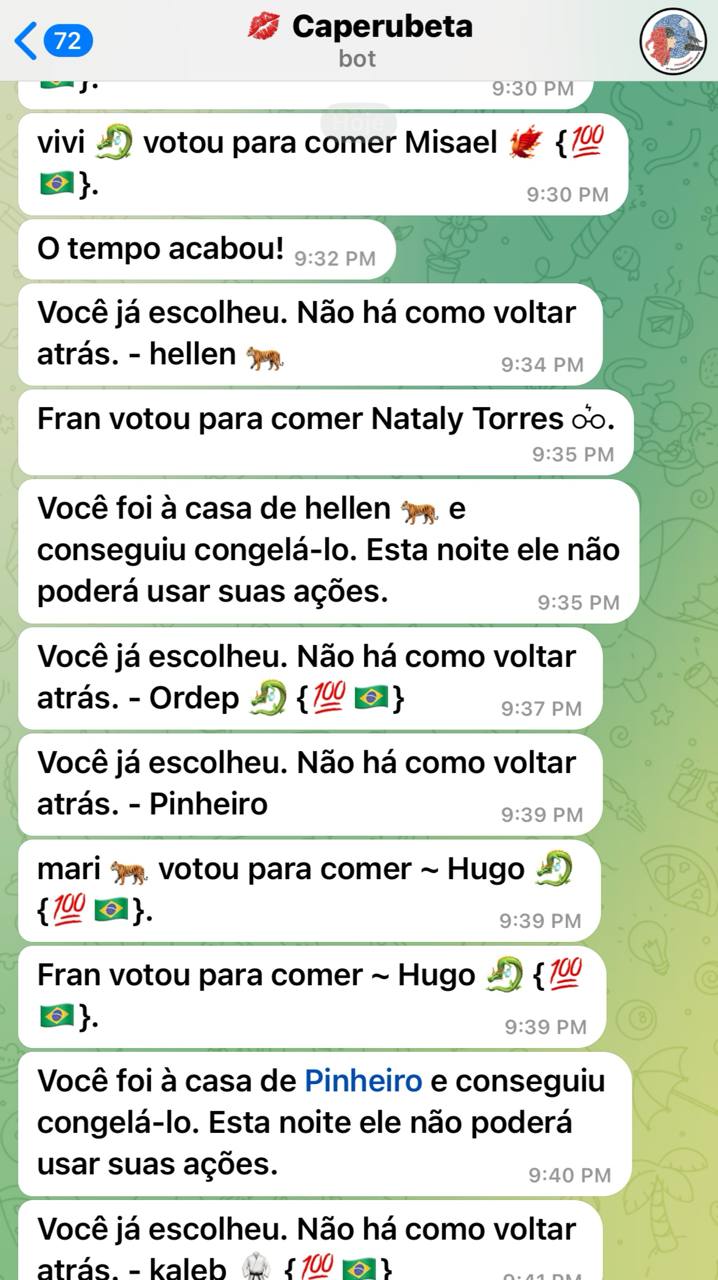 72
💋 Caperubeta
bot
🇧🇷}.
9:30 PM
Hoje
vivi 🐉 votou para comer Misael 🐦‍🔥 {💯
🇧🇷}.
9:30 PM
O tempo acabou! 9:32 PM
Você já escolheu. Não há como voltar
atrás. - hellen 🐅
9:34 PM
Fran votou para comer Nataly Torres
9:35 PM
Você foi à casa de hellen 🐅 e
conseguiu congelá-lo. Esta noite ele não
poderá usar suas ações.
9:35 PM
Você já escolheu. Não há como voltar
atrás. - Ordep 🐉 {💯 🇧🇷}
9:37 PM
Você já escolheu. Não há como voltar
atrás. - Pinheiro
9:39 PM
mari 🐅 votou para comer ~ Hugo 🐉
{💯 🇧🇷}.
9:39 PM
Fran votou para comer ~ Hugo 🐉 {💯
🇧🇷}.
9:39 PM
Você foi à casa de Pinheiro e conseguiu
congelá-lo. Esta noite ele não poderá
usar suas ações.
9:40 PM
Você já escolheu. Não há como voltar
atrás. - kaleb 🥋 {💯 🇧🇷}
9:41 PM